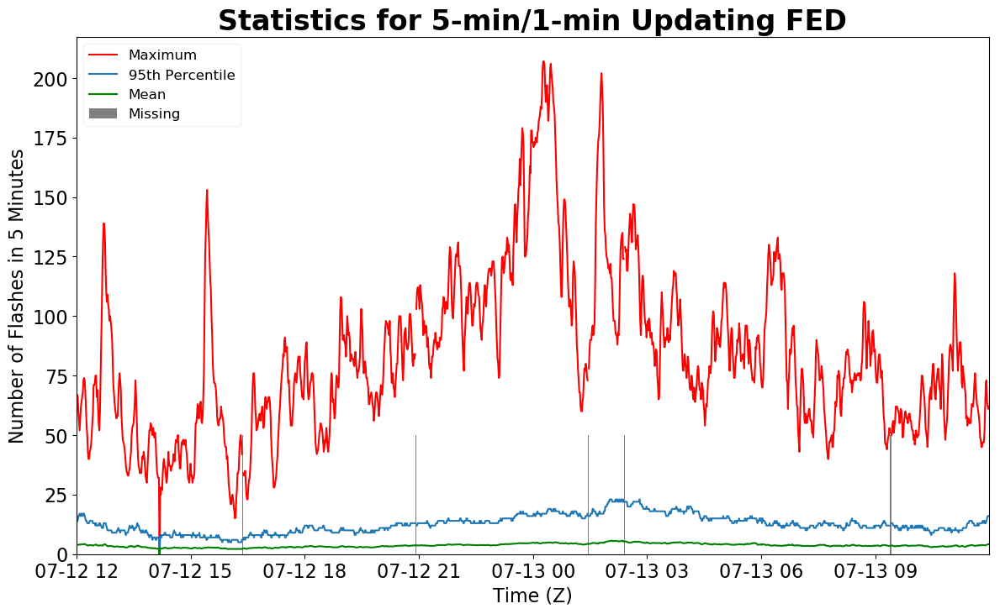 Statistics for 5-min/1-min Updating FED
Maximum
95th Percentile
Mean
Missing
Number of Flashes in 5 Minutes
200
175
150
125
100
75
50
25
0
07-12 12 07-12 15 07-12 18 07-12 21 07-13 00 07-13 03 07-13 06 07-13 09
Time (Z)